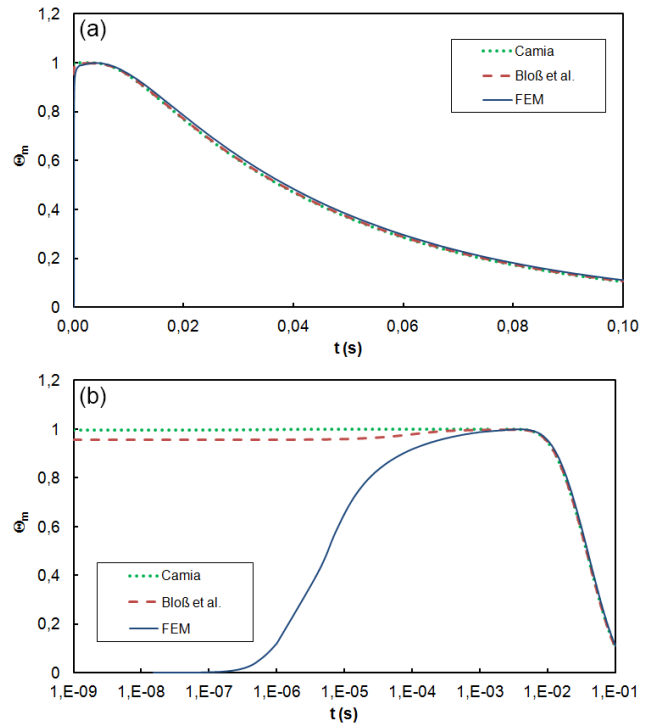 (a)
1,2
1
0,8
0,6
0,4
0,2
0
Θm
Camia
Bloß et al.
FEM
0,00 0,02 0,04 0,06 0,08 0,10
t (s)
(b)
1,2
1
0,8
0,6
0,4
0,2
0
Θm
Camia
Bloß et al.
FEM
1,E-09 1,E-08 1,E-07 1,E-06 1,E-05 1,E-04 1,E-03 1,E-02 1,E-01
t (s)